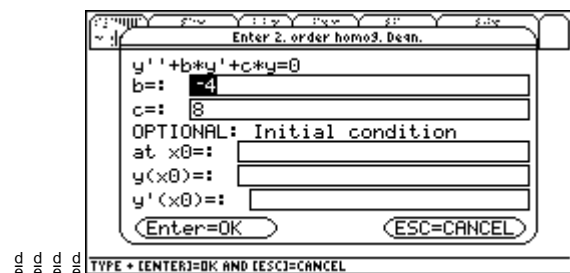 Enter 2. order homog. Deqn.
y''+b*y'+c*y=0
b=: -4
c=: 8
OPTIONAL: Initial condition
at x0=:
y(x0)=:
y'(x0)=:
Enter=OK ESC=CANCEL
TYPE + [ENTER]=OK AND [ESC]=CANCEL